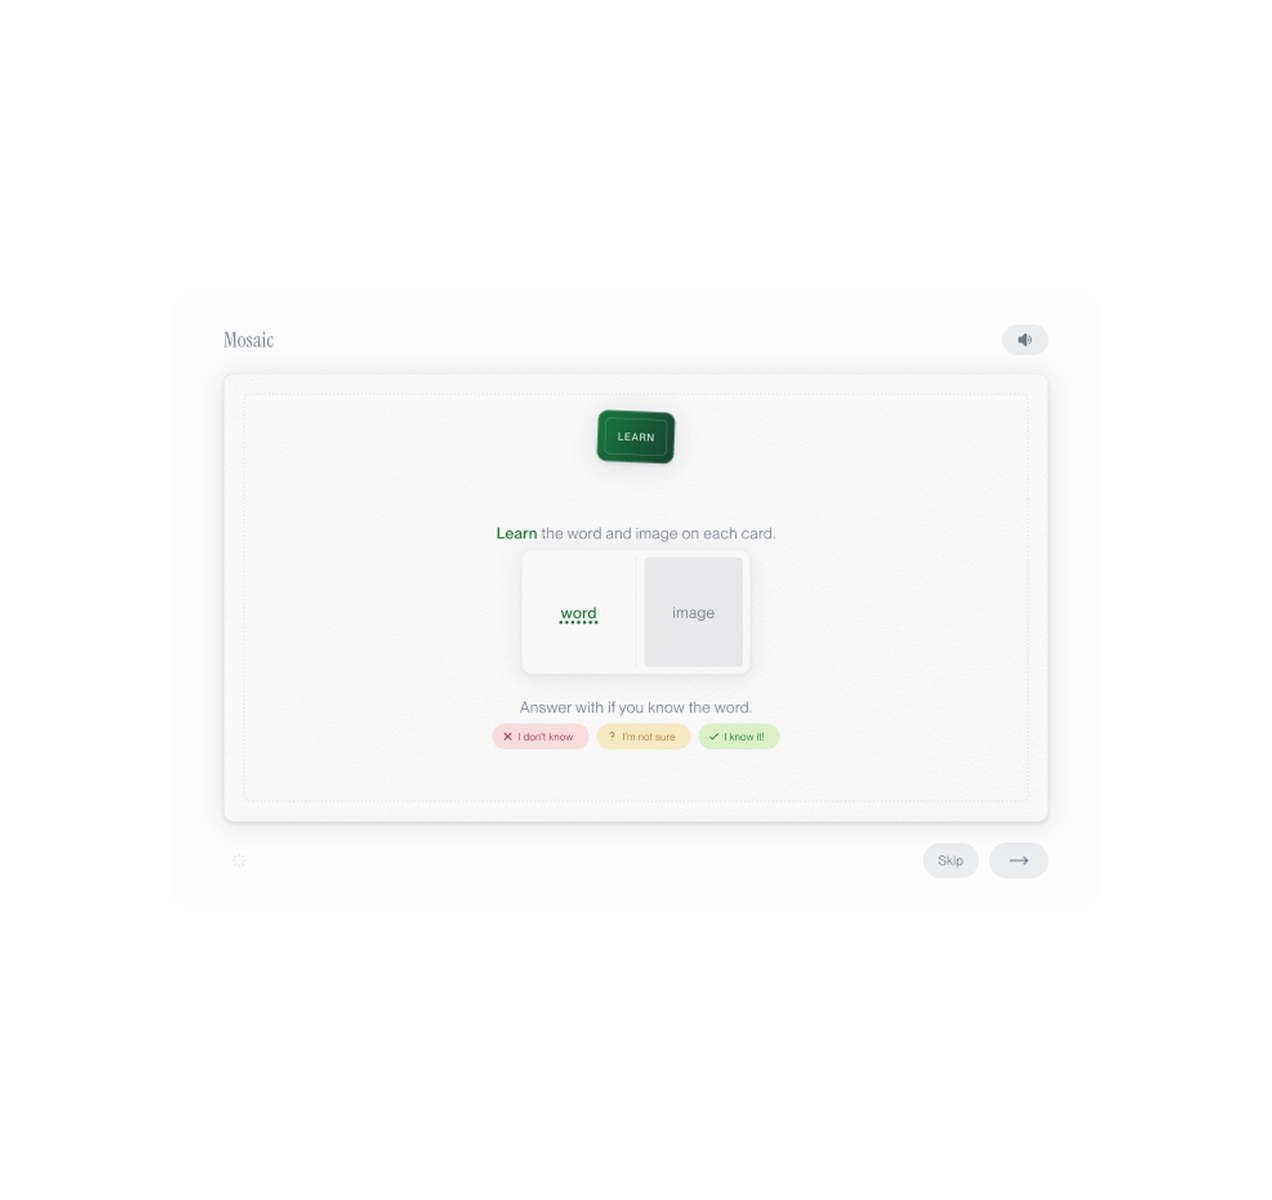 Mosaic
LEARN
Learn the word and image on each card.
word
image
Answer with if you know the word.
I don't know
? I'm not sure
I know it!
Skip